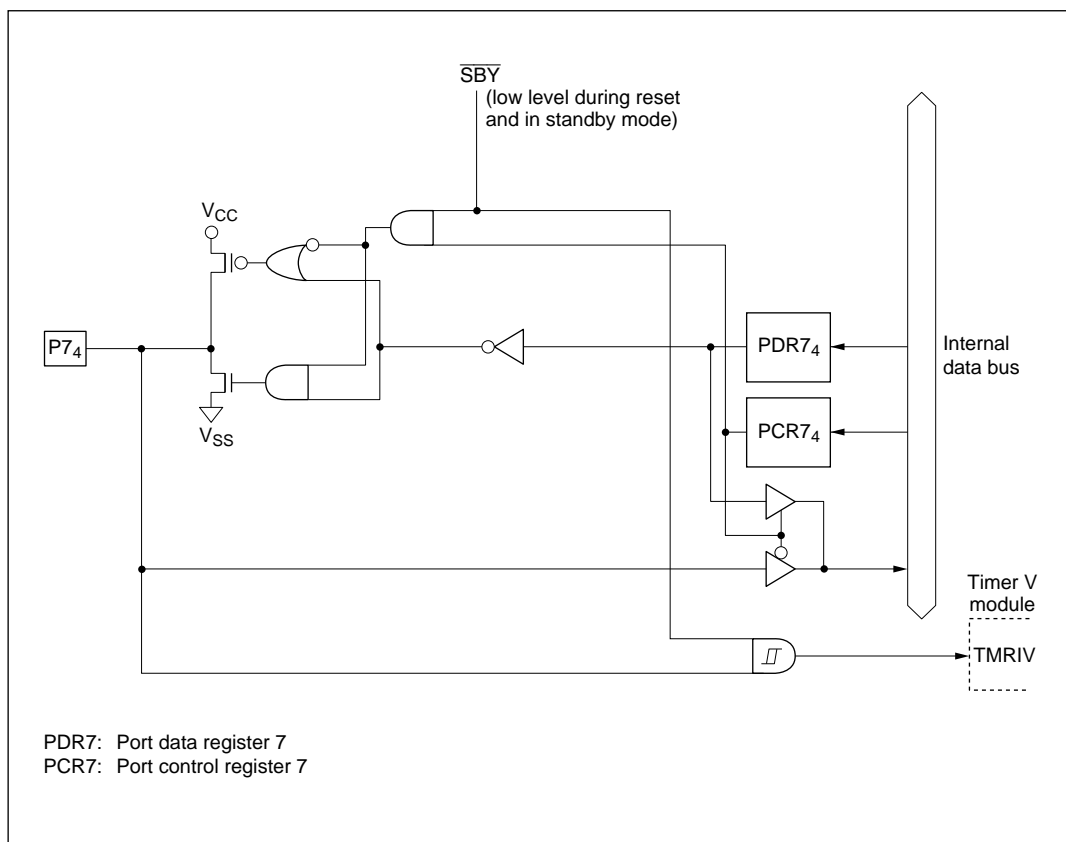 SBY
(low level during reset
and in standby mode)
VCC
P74
VSS
PDR74
PCR74
Internal
data bus
Timer V
module
TMRIV
PDR7: Port data register 7
PCR7: Port control register 7